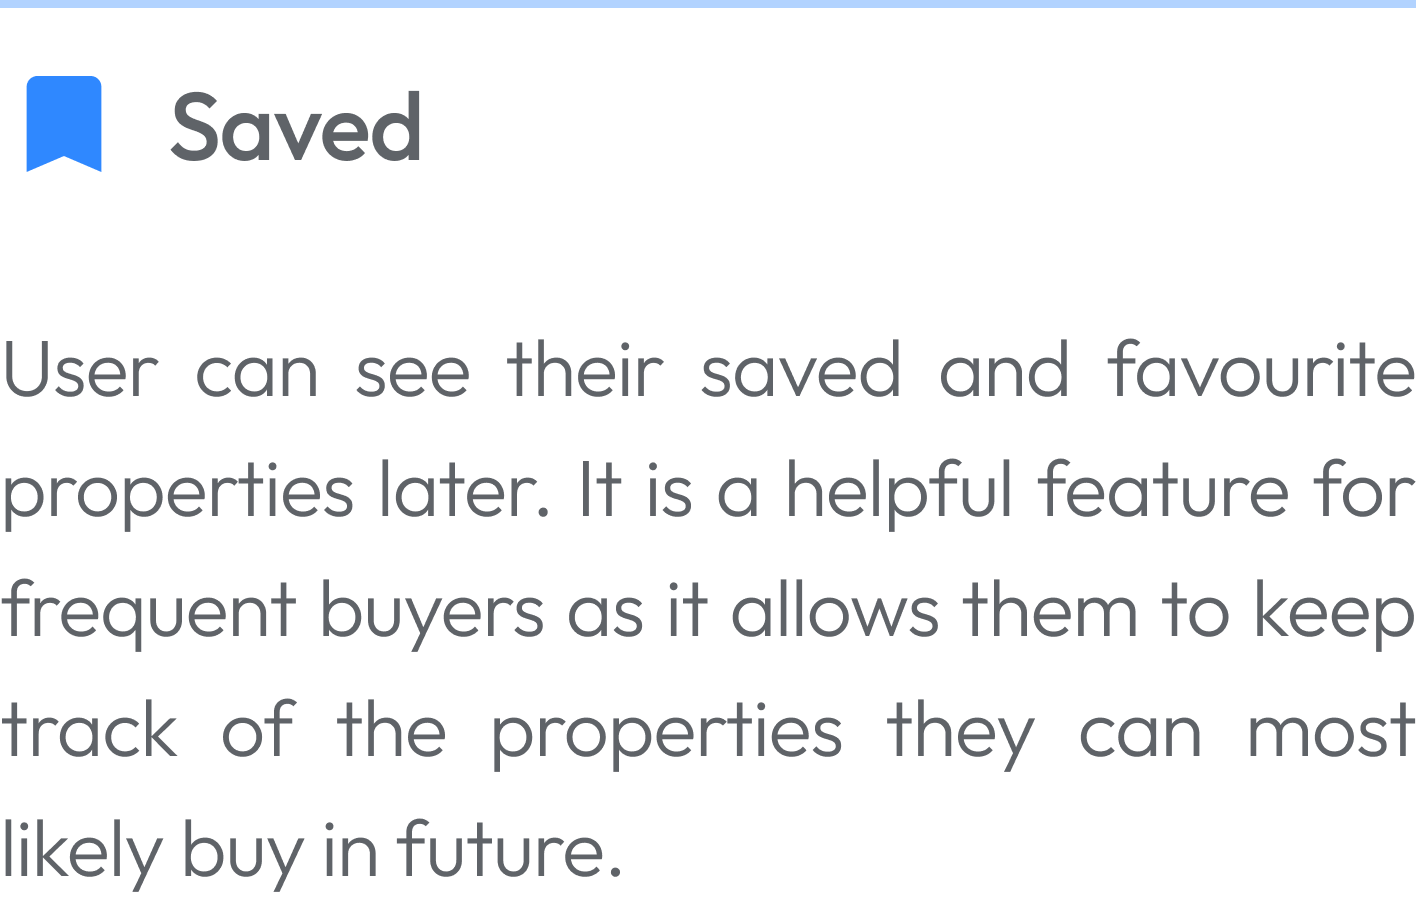 Saved
User can see their saved and favourite
properties later. It is a helpful feature for
frequent buyers as it allows them to keep
track of the properties they can most
likely buy in future.